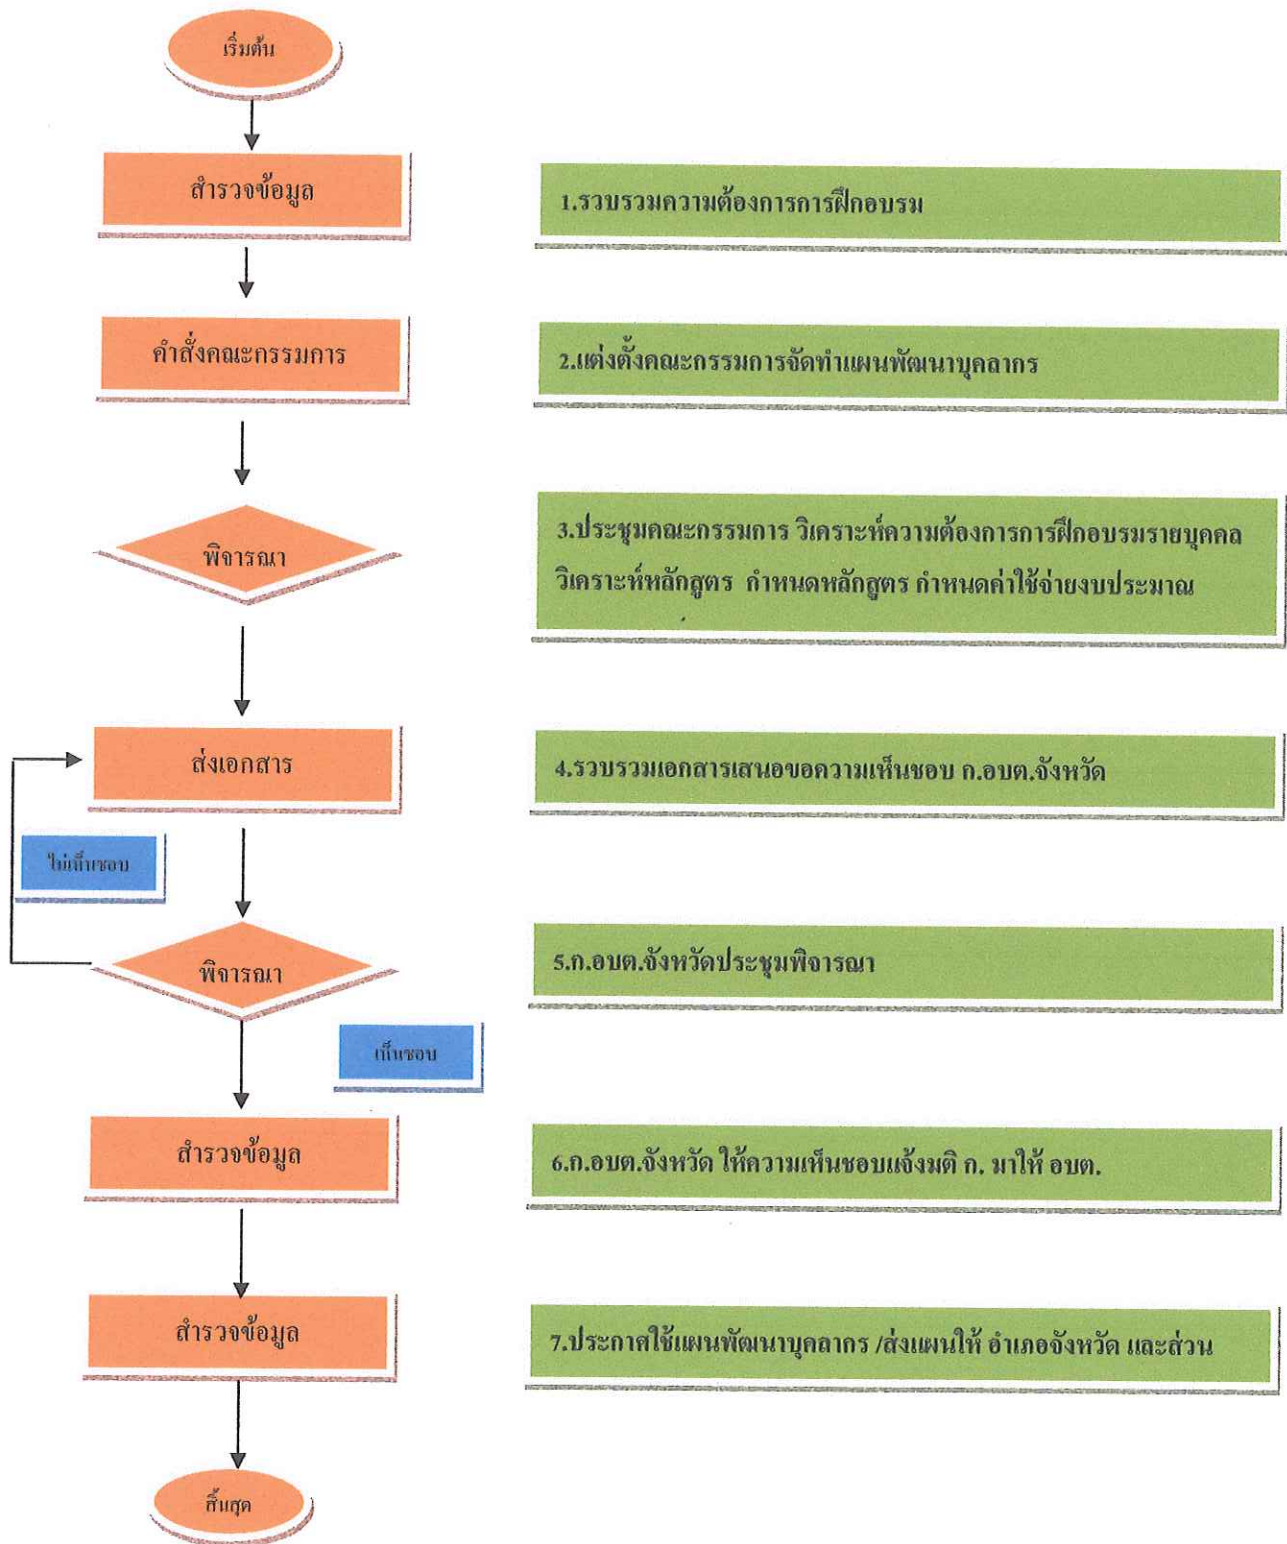 เริ่มต้น
สำรวจข้อมูล
1.รวบรวมความต้องการการฝึกอบรม
คำสั่งคณะกรรมการ
2.แต่งตั้งคณะกรรมการจัดทำแผนพัฒนาบุคลากร
พิจารณา
3.ประชุมคณะกรรมการ วิเคราะห์ความต้องการการฝึกอบรมรายบุคคล
วิเคราะห์หลักสูตร กำหนดหลักสูตร กำหนดค่าใช้จ่ายงบประมาณ
ส่งเอกสาร
4.รวบรวมเอกสารเสนอขอความเห็นชอบ ก.อบต.จังหวัด
ไม่เห็นชอบ
พิจารณา
5.ก.อบต.จังหวัดประชุมพิจารณา
เห็นชอบ
สำรวจข้อมูล
6.ก.อบต.จังหวัด ให้ความเห็นชอบแจ้งมติ ก. มาให้ อบต.
สำรวจข้อมูล
7.ประกาศใช้แผนพัฒนาบุคลากร /ส่งแผนให้ อำเภอจังหวัด และส่วน
สิ้นสุด